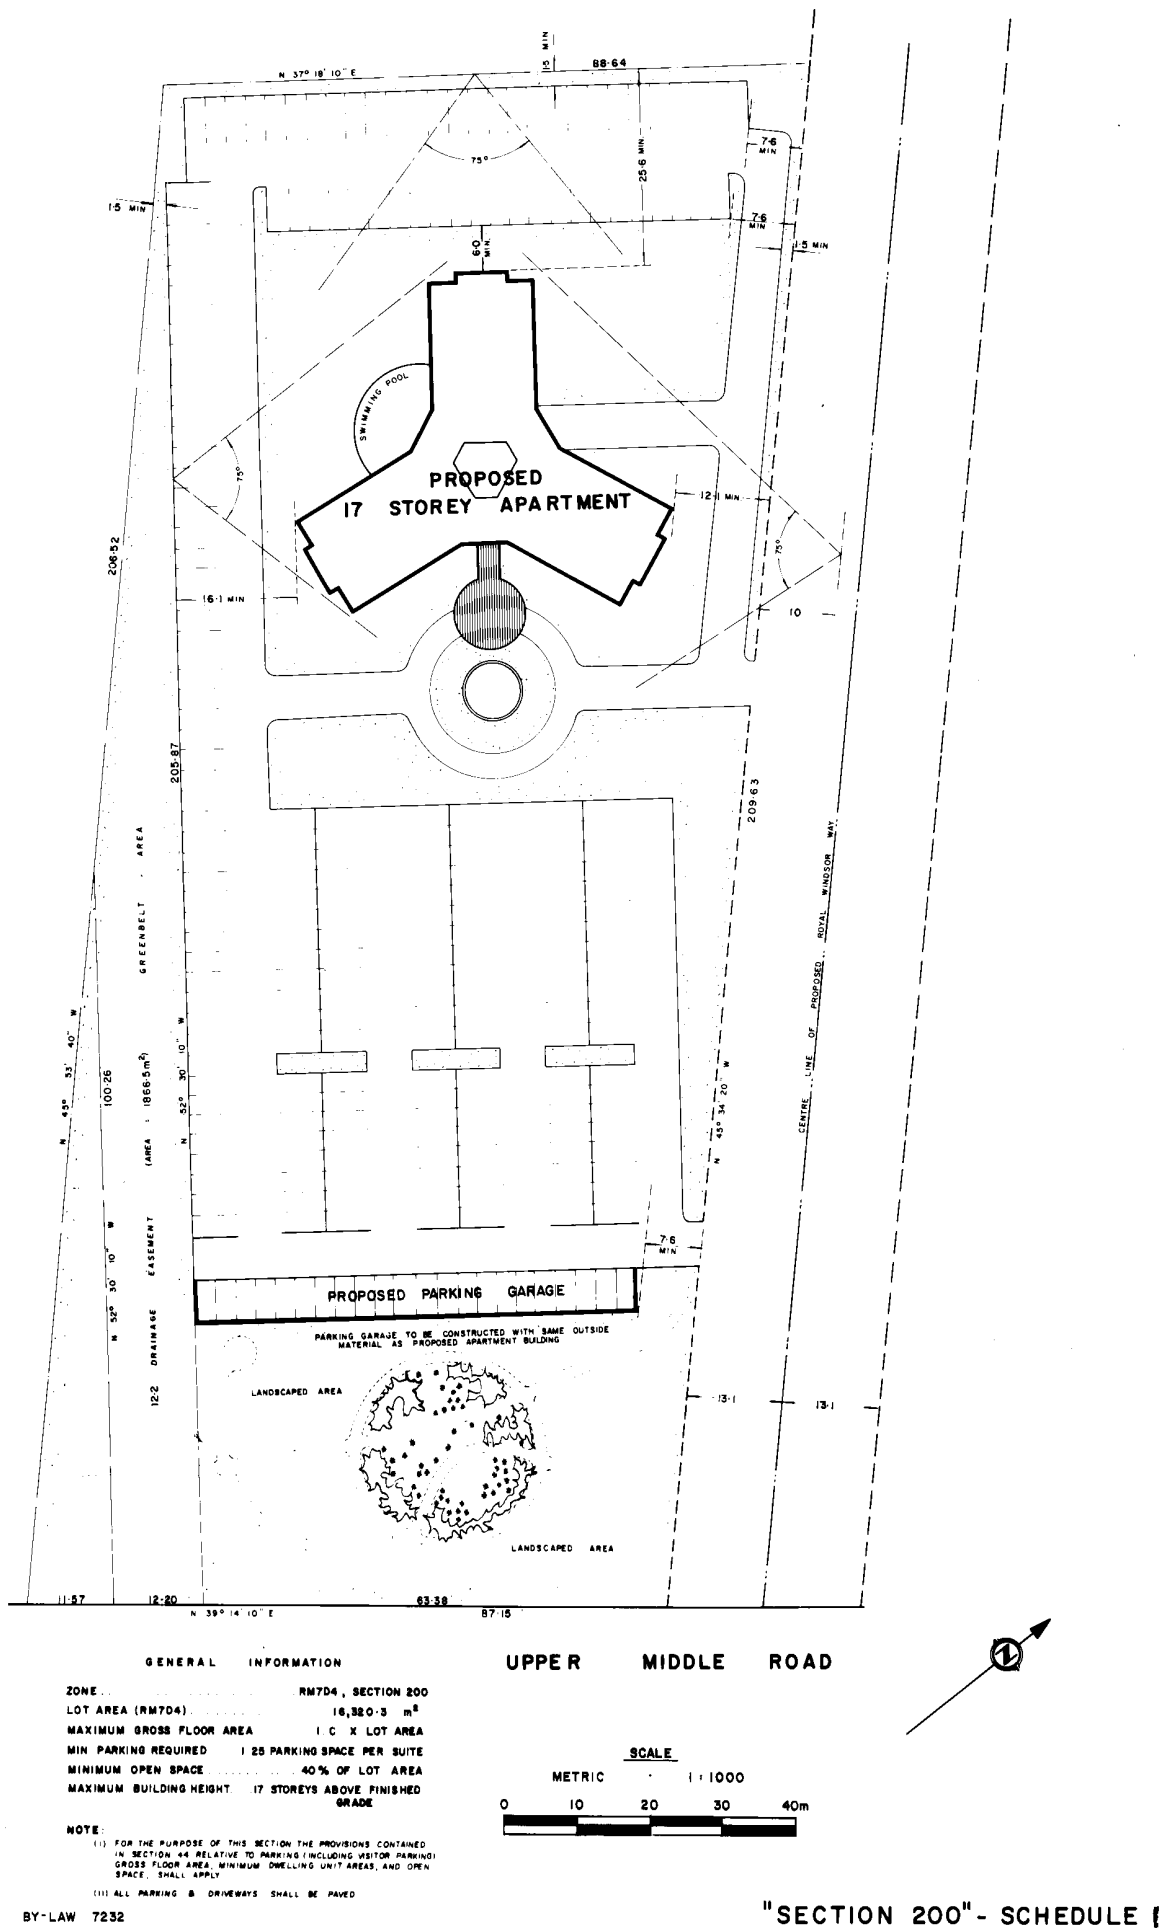 1·5 MIN
88·64
N 37° 18' 10" E
7·6
MIN
75°
25·6 MIN.
1·5 MIN
7·6
MIN
6·0
MIN.
1·5 MIN
SWIMMING POOL
PROPOSED
17 STOREY APARTMENT
75°
12·1 MIN
75°
206·52
16·1 MIN
10
205·87
209·63
GREENBELT - AREA
CENTRE LINE OF PROPOSED ROYAL WINDSOR WAY
N 45° 53' 40" W
100·26
(AREA : 1866·5m²)
N 52° 30' 10" W
N 45° 34' 20" W
N 52° 30' 10" W
12·2 DRAINAGE EASEMENT
7·6
MIN
PROPOSED PARKING GARAGE
PARKING GARAGE TO BE CONSTRUCTED WITH SAME OUTSIDE
MATERIAL AS PROPOSED APARTMENT BUILDING
LANDSCAPED AREA
13·1
13·1
LANDSCAPED AREA
11·57
12·20
63·38
N 39° 14' 10" E
87·15
GENERAL INFORMATION
UPPER MIDDLE ROAD
ZONE RM7D4, SECTION 200
LOT AREA (RM7D4) 16,320·3 m²
MAXIMUM GROSS FLOOR AREA X LOT AREA
MIN PARKING REQUIRED 1 25 PARKING SPACE PER SUITE
MINIMUM OPEN SPACE 40% OF LOT AREA
MAXIMUM BUILDING HEIGHT 17 STOREYS ABOVE FINISHED
GRADE
SCALE
METRIC 1:1000
0 10 20 30 40m
NOTE:
(i) FOR THE PURPOSE OF THIS SECTION THE PROVISIONS CONTAINED
IN SECTION 44 RELATIVE TO PARKING (INCLUDING VISITOR PARKING)
GROSS FLOOR AREA, MINIMUM DWELLING UNIT AREAS, AND OPEN
SPACE, SHALL APPLY
(ii) ALL PARKING & DRIVEWAYS SHALL BE PAVED
BY-LAW 7232
"SECTION 200"- SCHEDULE